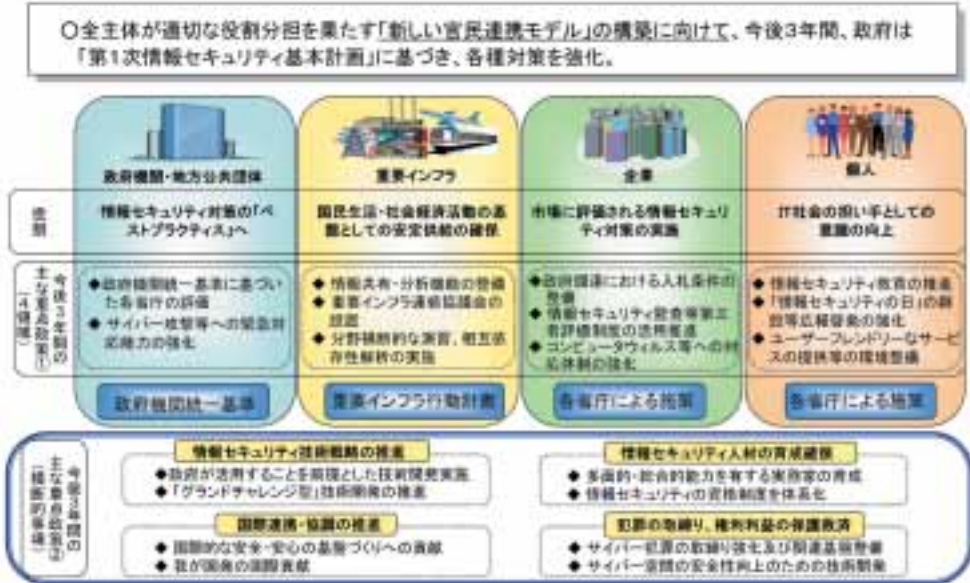 ○全主体が適切な役割分担を果たす「新しい官民連携モデル」の構築に向けて、今後3年間、政府は
「第1次情報セキュリティ基本計画」に基づき、各種対策を強化。
政府機関・地方公共団体
重要インフラ
企業
個人
役割
情報セキュリティ対策の「ベ
ストプラクティス」へ
国民生活・社会経済活動の基
盤としての安定供給の確保
市場に評価される情報セキュリ
ティ対策の実施
IT社会の担い手としての
意識の向上
今後3年間の
主な重点政策①
(4領域)
◆政府機関統一基準に基づい
た各省庁の評価
◆ サイバー攻撃等への緊急対
応能力の強化
◆ 情報共有・分析機能の整備
◆ 重要インフラ連絡協議会の
設置
◆ 分野横断的な演習、相互依
存性解析の実施
◆政府調達における入札条件の
整備
◆ 情報セキュリティ監査等第三
者評価制度の活用推進
◆ コンピュータウィルス等への対
応体制の強化
◆ 情報セキュリティ教育の推進
◆ 「情報セキュリティの日」の創
設等広報啓発の強化
◆ ユーザーフレンドリーなサービ
スの提供等の環境整備
政府機関統一基準
重要インフラ行動計画
各省庁による施策
各省庁による施策
今後3年間の
主な重点政策②
(横断的事項)
情報セキュリティ技術戦略の推進
◆政府が活用することを前提とした技術開発実施
◆ 「グランドチャレンジ型」技術開発の推進
情報セキュリティ人材の育成確保
◆ 多面的・総合的能力を有する実務家の育成
◆ 情報セキュリティの資格制度を体系化
国際連携・協調の推進
◆ 国際的な安全・安心の基盤づくりへの貢献
◆ 我が国発の国際貢献
犯罪の取締り、権利利益の保護救済
◆ サイバー犯罪の取締り強化及び関連基盤整備
◆ サイバー空間の安全性向上のための技術開発